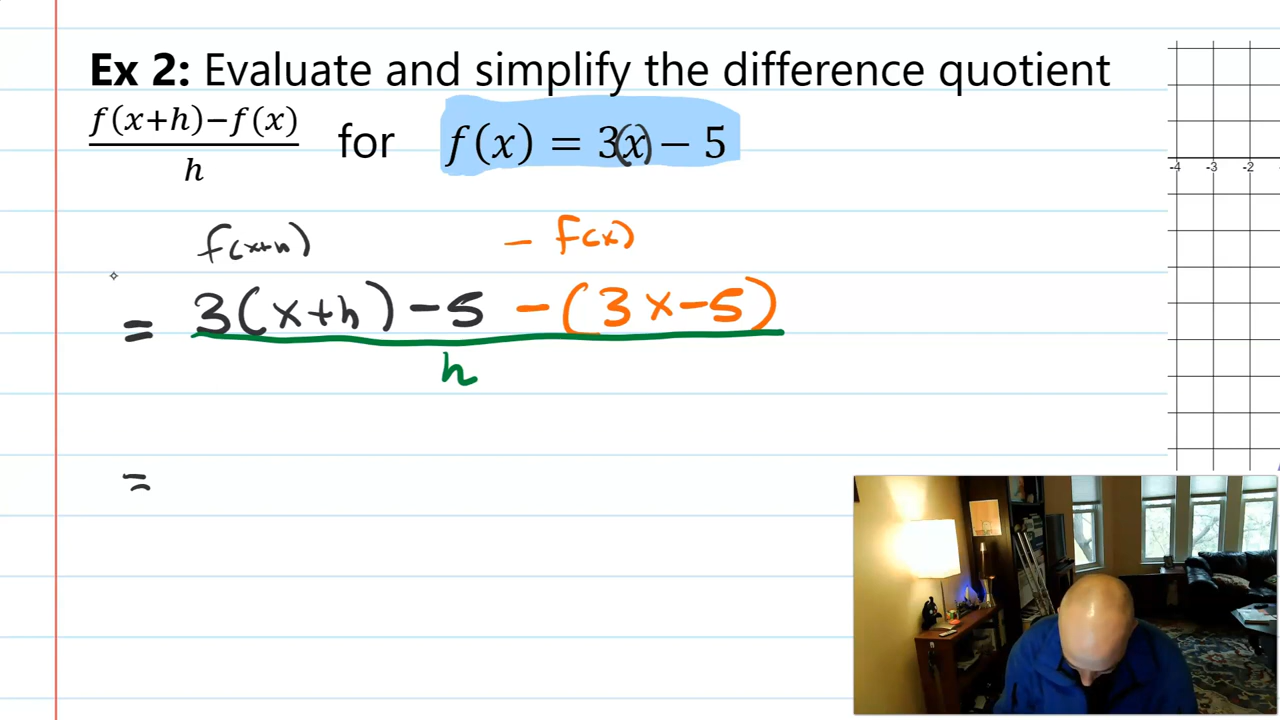 Ex 2: Evaluate and simplify the difference quotient
f(x+h)−f(x)
h
for f(x) = 3(x) − 5
f(x+h) − f(x)
= 3(x+h) −5 −(3x−5)
h
=
-4 -3 -2